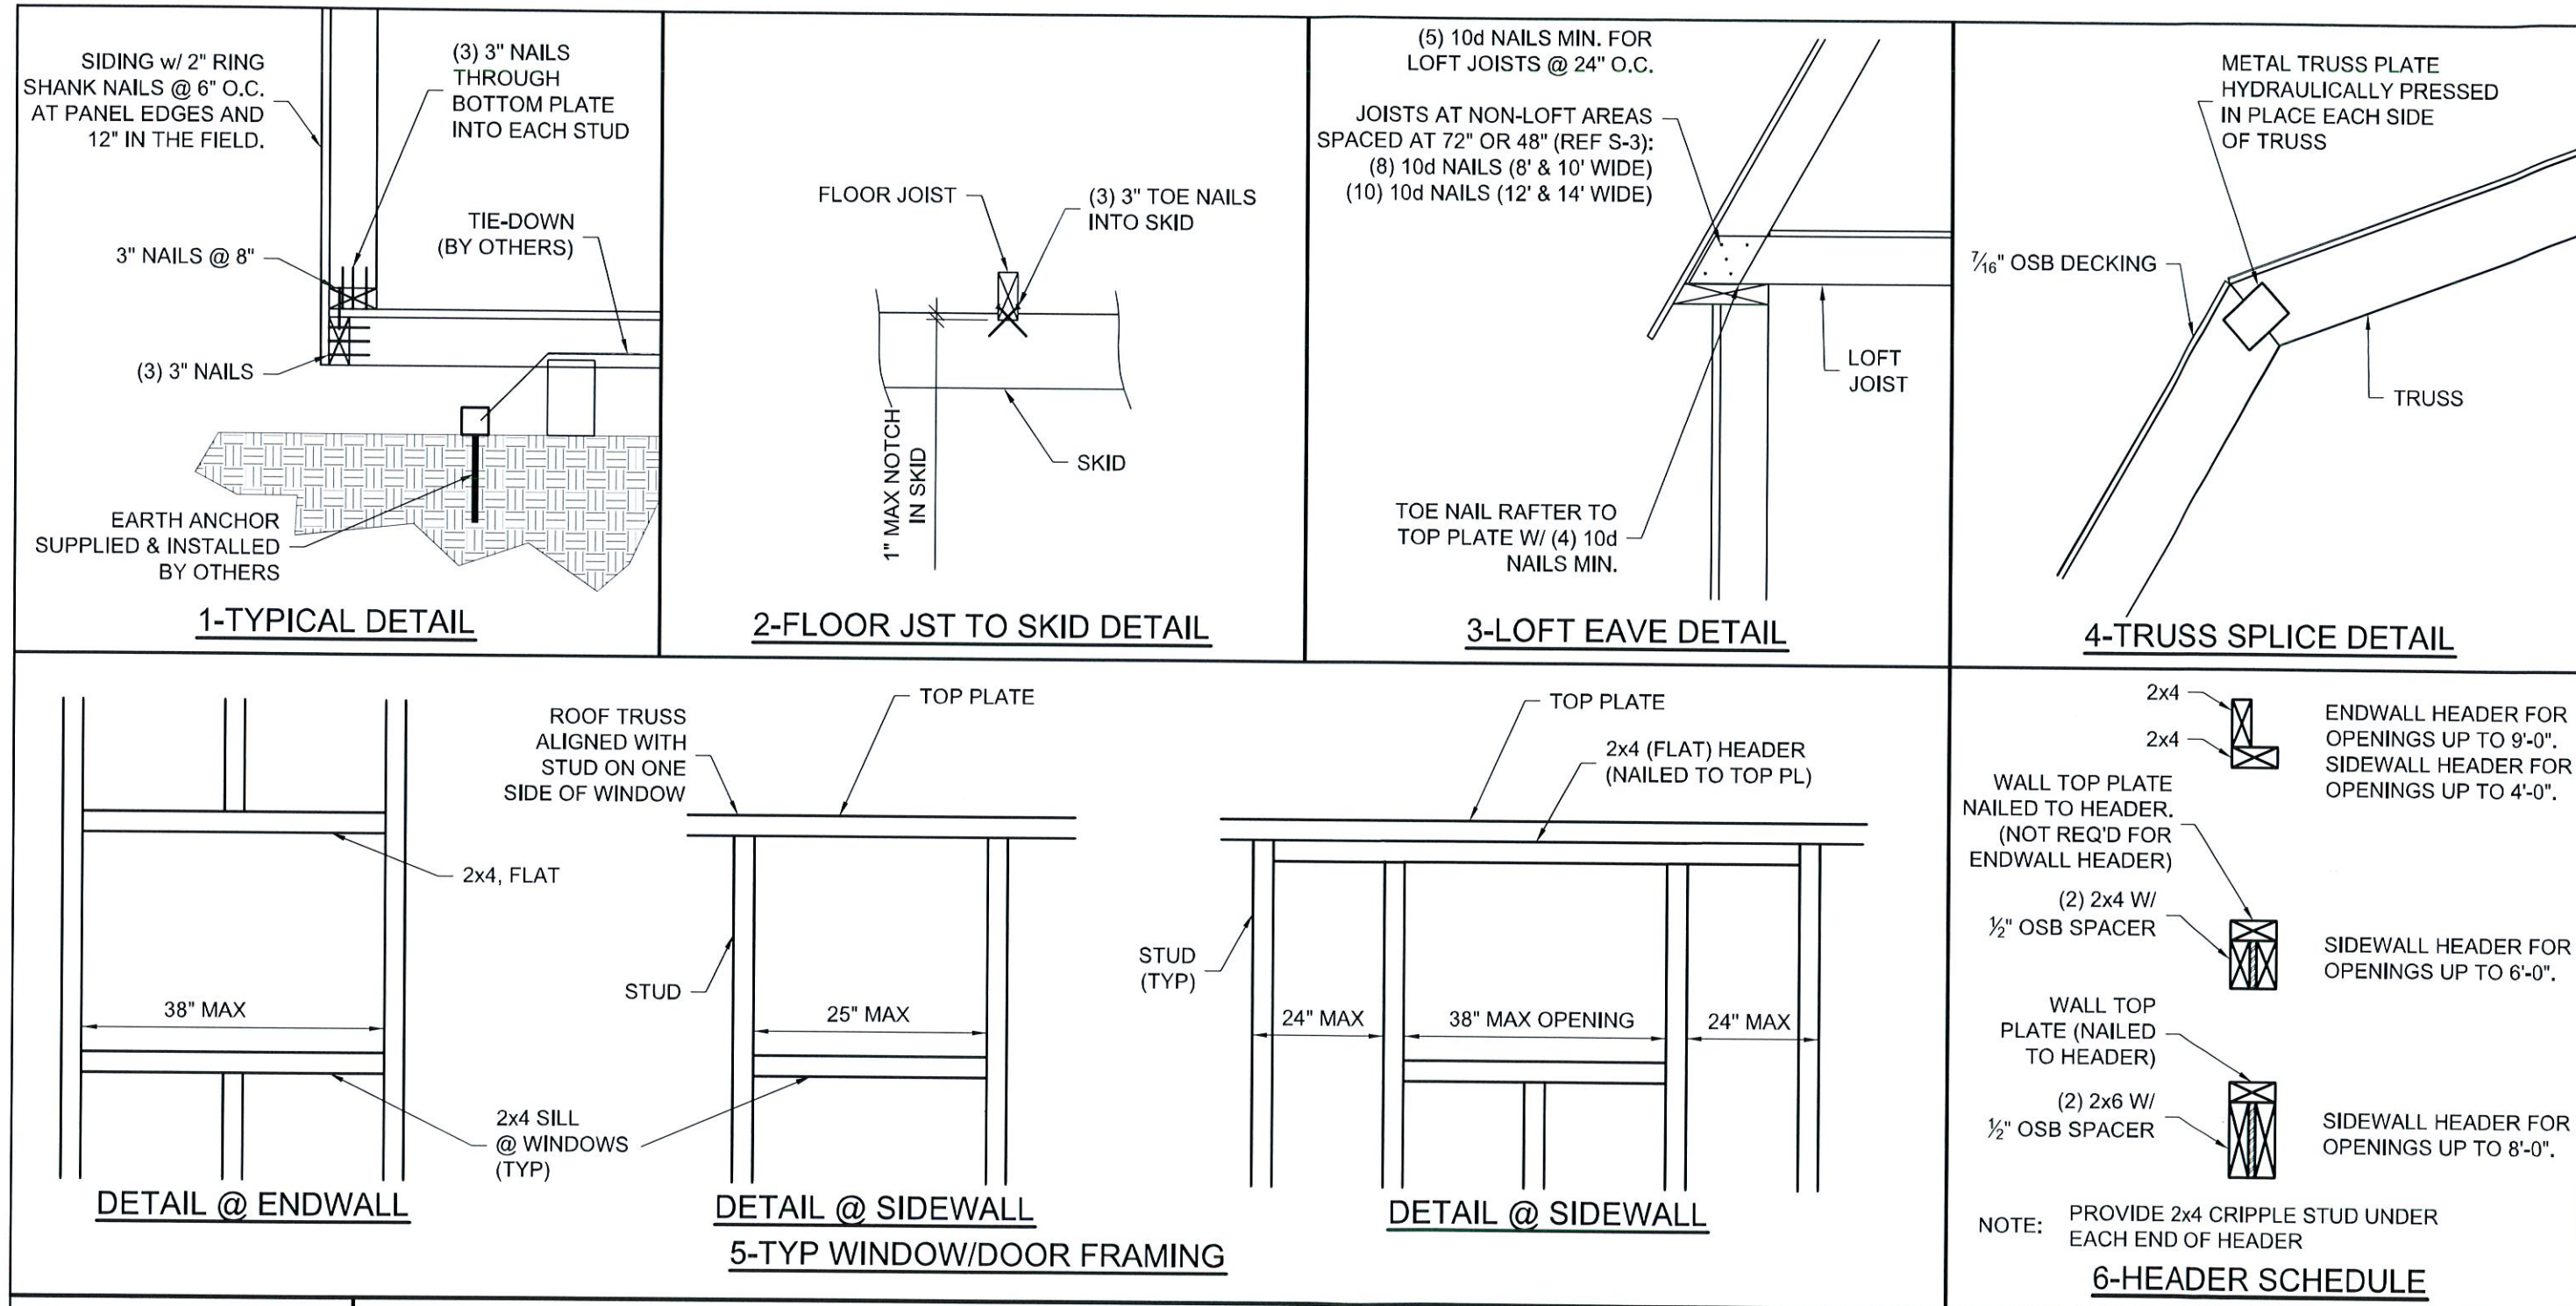 SIDING w/ 2" RING
SHANK NAILS @ 6" O.C.
AT PANEL EDGES AND
12" IN THE FIELD.
(3) 3" NAILS
THROUGH
BOTTOM PLATE
INTO EACH STUD
TIE-DOWN
(BY OTHERS)
3" NAILS @ 8"
(3) 3" NAILS
EARTH ANCHOR
SUPPLIED & INSTALLED
BY OTHERS
1-TYPICAL DETAIL
FLOOR JOIST
(3) 3" TOE NAILS
INTO SKID
1" MAX NOTCH
IN SKID
SKID
2-FLOOR JST TO SKID DETAIL
(5) 10d NAILS MIN. FOR
LOFT JOISTS @ 24" O.C.
JOISTS AT NON-LOFT AREAS
SPACED AT 72" OR 48" (REF S-3):
(8) 10d NAILS (8' & 10' WIDE)
(10) 10d NAILS (12' & 14' WIDE)
LOFT
JOIST
TOE NAIL RAFTER TO
TOP PLATE W/ (4) 10d
NAILS MIN.
3-LOFT EAVE DETAIL
METAL TRUSS PLATE
HYDRAULICALLY PRESSED
IN PLACE EACH SIDE
OF TRUSS
7/16" OSB DECKING
TRUSS
4-TRUSS SPLICE DETAIL
2x4, FLAT
38" MAX
2x4 SILL
@ WINDOWS
(TYP)
DETAIL @ ENDWALL
ROOF TRUSS
ALIGNED WITH
STUD ON ONE
SIDE OF WINDOW
TOP PLATE
STUD
25" MAX
DETAIL @ SIDEWALL
TOP PLATE
2x4 (FLAT) HEADER
(NAILED TO TOP PL)
STUD
(TYP)
24" MAX
38" MAX OPENING
24" MAX
DETAIL @ SIDEWALL
5-TYP WINDOW/DOOR FRAMING
2x4
2x4
ENDWALL HEADER FOR
OPENINGS UP TO 9'-0".
SIDEWALL HEADER FOR
OPENINGS UP TO 4'-0".
WALL TOP PLATE
NAILED TO HEADER.
(NOT REQ'D FOR
ENDWALL HEADER)
(2) 2x4 W/
½" OSB SPACER
SIDEWALL HEADER FOR
OPENINGS UP TO 6'-0".
WALL TOP
PLATE (NAILED
TO HEADER)
(2) 2x6 W/
½" OSB SPACER
SIDEWALL HEADER FOR
OPENINGS UP TO 8'-0".
NOTE: PROVIDE 2x4 CRIPPLE STUD UNDER
EACH END OF HEADER
6-HEADER SCHEDULE